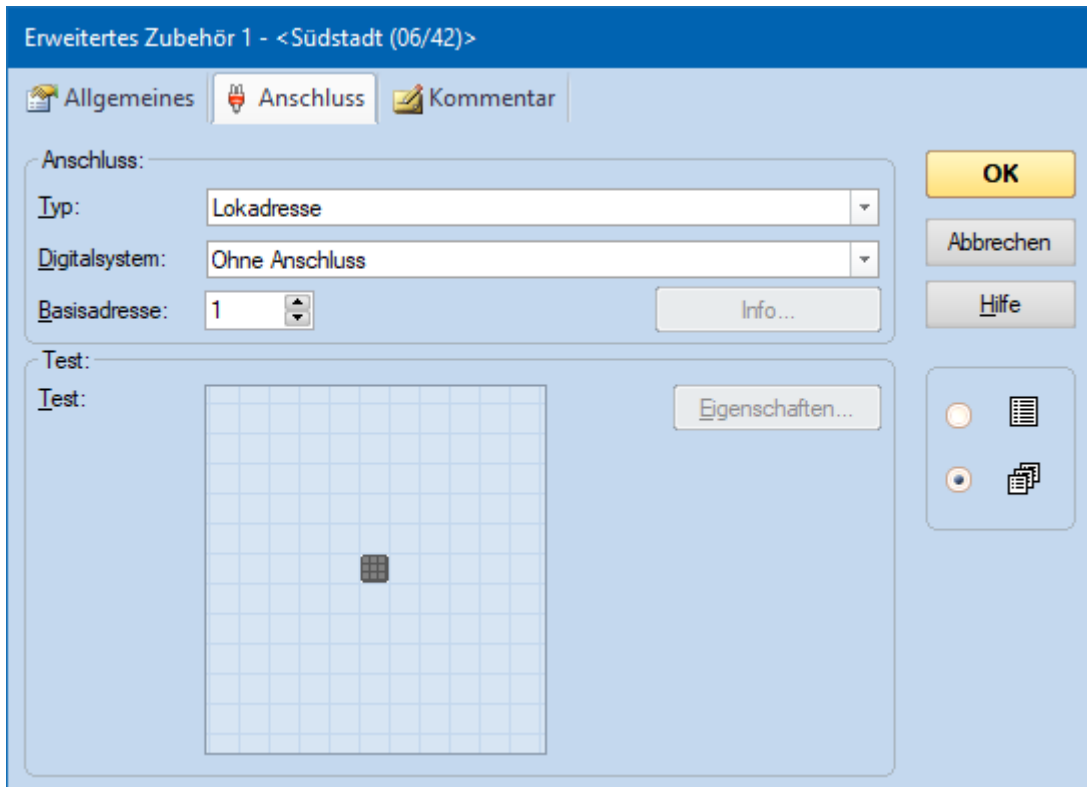 Erweitertes Zubehör 1 - <Südstadt (06/42)>
Allgemeines Anschluss Kommentar
Anschluss:
Typ: Lokadresse
Digitalsystem: Ohne Anschluss
Basisadresse: 1 Info...
Test:
Test: Eigenschaften...
OK
Abbrechen
Hilfe